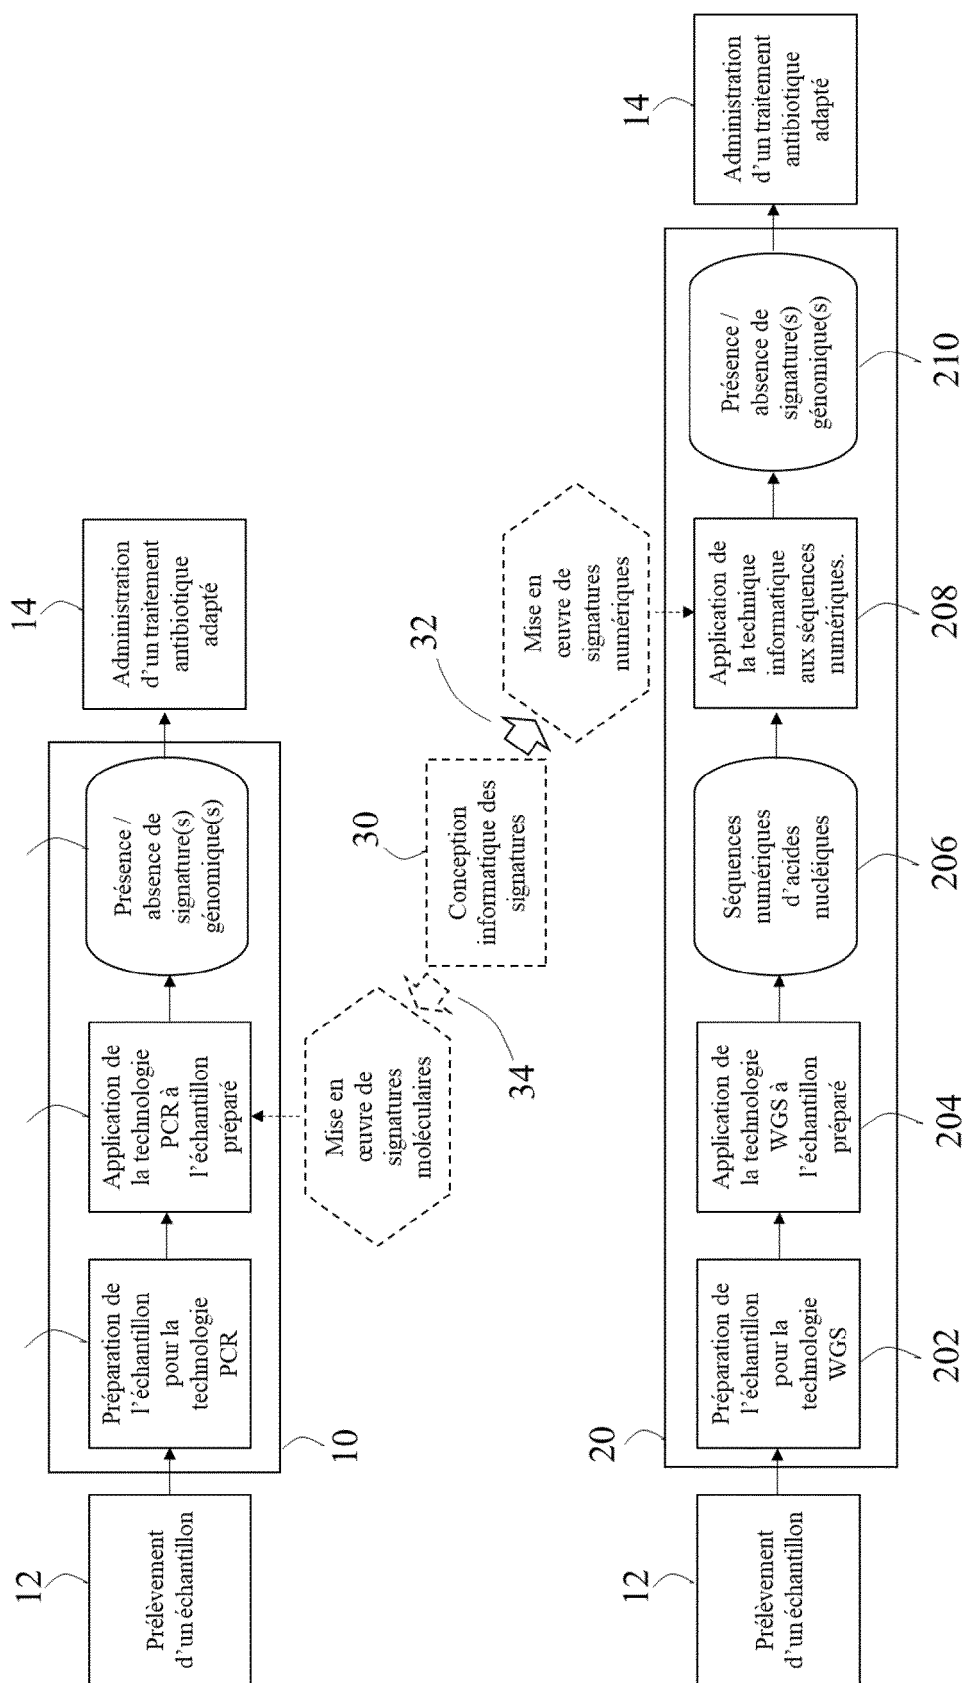 12
Prélèvement
d'un échantillon
10
Préparation de
l'échantillon
pour la
technologie
PCR
Application de
la technologie
PCR à
l'échantillon
préparé
Présence /
absence de
signature(s)
génomique(s)
14
Administration
d'un traitement
antibiotique
adapté
Mise en
œuvre de
signatures
moléculaires
34
30
Conception
informatique des
signatures
32
Mise en
œuvre de
signatures
numériques
12
Prélèvement
d'un échantillon
20
Préparation de
l'échantillon
pour la
technologie
WGS
202
Application de
la technologie
WGS à
l'échantillon
préparé
204
Séquences
numériques
d'acides
nucléiques
206
Application de
la technique
informatique
aux séquences
numériques.
208
Présence /
absence de
signature(s)
génomique(s)
210
14
Administration
d'un traitement
antibiotique
adapté